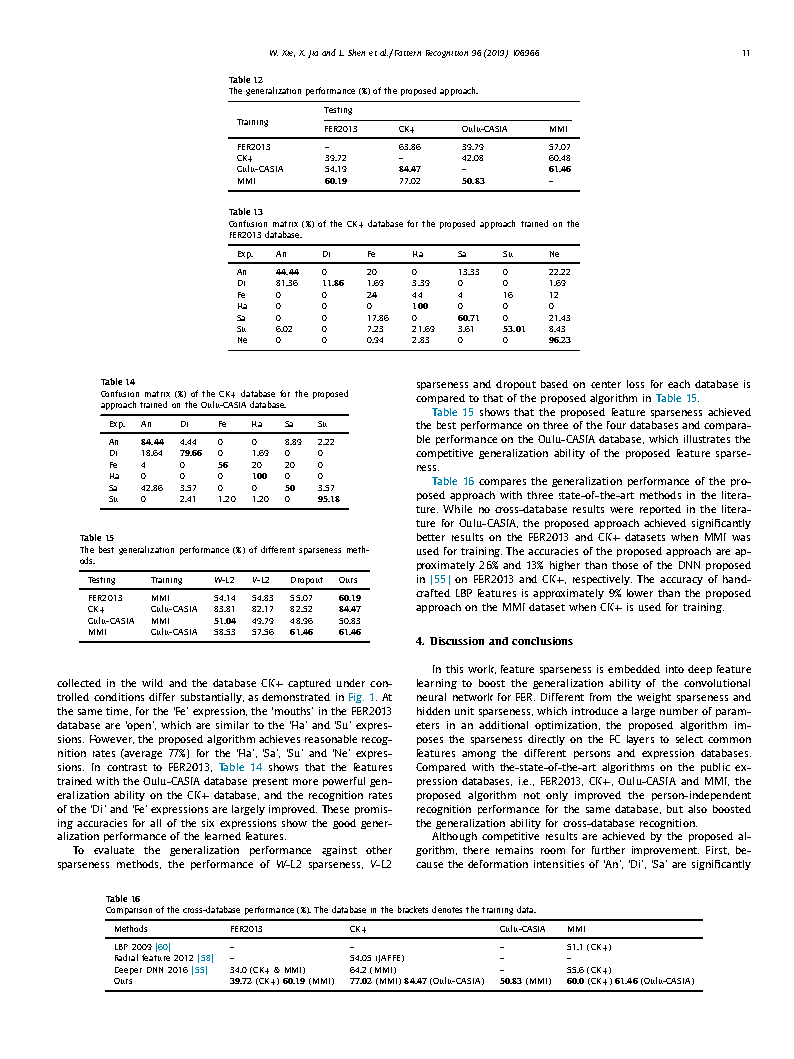 W. Xie, X. Jia and L. Shen et al. / Pattern Recognition 96 (2019) 106966 11
Table 12
The generalization performance (%) of the proposed approach.
Training Testing
FER2013 CK+ Oulu-CASIA MMI
FER2013 – 63.86 39.79 57.07
CK+ 39.72 – 42.08 60.48
Oulu-CASIA 54.19 84.47 – 61.46
MMI 60.19 77.02 50.83 –
Table 13
Confusion matrix (%) of the CK+ database for the proposed approach trained on the
FER2013 database.
Exp. An Di Fe Ha Sa Su Ne
An 44.44 0 20 0 13.33 0 22.22
Di 81.36 11.86 1.69 3.39 0 0 1.69
Fe 0 0 24 44 4 16 12
Ha 0 0 0 100 0 0 0
Sa 0 0 17.86 0 60.71 0 21.43
Su 6.02 0 7.23 21.69 3.61 53.01 8.43
Ne 0 0 0.94 2.83 0 0 96.23
Table 14
Confusion matrix (%) of the CK+ database for the proposed
approach trained on the Oulu-CASIA database.
Exp. An Di Fe Ha Sa Su
An 84.44 4.44 0 0 8.89 2.22
Di 18.64 79.66 0 1.69 0 0
Fe 4 0 56 20 20 0
Ha 0 0 0 100 0 0
Sa 42.86 3.57 0 0 50 3.57
Su 0 2.41 1.20 1.20 0 95.18
Table 15
The best generalization performance (%) of different sparseness meth-
ods.
Testing Training W-L2 V-L2 Dropout Ours
FER2013 MMI 54.14 54.83 55.07 60.19
CK+ Oulu-CASIA 83.81 82.17 82.52 84.47
Oulu-CASIA MMI 51.04 49.79 48.96 50.83
MMI Oulu-CASIA 58.53 57.56 61.46 61.46
collected in the wild and the database CK+ captured under con-
trolled conditions differ substantially, as demonstrated in Fig. 1. At
the same time, for the 'Fe' expression, the 'mouths' in the FER2013
database are 'open', which are similar to the 'Ha' and 'Su' expres-
sions. However, the proposed algorithm achieves reasonable recog-
nition rates (average 77%) for the 'Ha', 'Sa', 'Su' and 'Ne' expres-
sions. In contrast to FER2013, Table 14 shows that the features
trained with the Oulu-CASIA database present more powerful gen-
eralization ability on the CK+ database, and the recognition rates
of the 'Di' and 'Fe' expressions are largely improved. These promis-
ing accuracies for all of the six expressions show the good gener-
alization performance of the learned features.
To evaluate the generalization performance against other
sparseness methods, the performance of W-L2 sparseness, V-L2
sparseness and dropout based on center loss for each database is
compared to that of the proposed algorithm in Table 15.
Table 15 shows that the proposed feature sparseness achieved
the best performance on three of the four databases and compara-
ble performance on the Oulu-CASIA database, which illustrates the
competitive generalization ability of the proposed feature sparse-
ness.
Table 16 compares the generalization performance of the pro-
posed approach with three state-of-the-art methods in the litera-
ture. While no cross-database results were reported in the litera-
ture for Oulu-CASIA, the proposed approach achieved significantly
better results on the FER2013 and CK+ datasets when MMI was
used for training. The accuracies of the proposed approach are ap-
proximately 26% and 13% higher than those of the DNN proposed
in [55] on FER2013 and CK+, respectively. The accuracy of hand-
crafted LBP features is approximately 9% lower than the proposed
approach on the MMI dataset when CK+ is used for training.
4. Discussion and conclusions
In this work, feature sparseness is embedded into deep feature
learning to boost the generalization ability of the convolutional
neural network for FER. Different from the weight sparseness and
hidden unit sparseness, which introduce a large number of param-
eters in an additional optimization, the proposed algorithm im-
poses the sparseness directly on the FC layers to select common
features among the different persons and expression databases.
Compared with the-state-of-the-art algorithms on the public ex-
pression databases, i.e., FER2013, CK+, Oulu-CASIA and MMI, the
proposed algorithm not only improved the person-independent
recognition performance for the same database, but also boosted
the generalization ability for cross-database recognition.
Although competitive results are achieved by the proposed al-
gorithm, there remains room for further improvement. First, be-
cause the deformation intensities of 'An', 'Di', 'Sa' are significantly
Table 16
Comparison of the cross-database performance (%). The database in the brackets denotes the training data.
Methods FER2013 CK+ Oulu-CASIA MMI
LBP 2009 [60] – – – 51.1 (CK+)
Radial feature 2012 [58] – 54.05 (JAFFE) – –
Deeper DNN 2016 [55] 34.0 (CK+ & MMI) 64.2 (MMI) – 55.6 (CK+)
Ours 39.72 (CK+) 60.19 (MMI) 77.02 (MMI) 84.47 (Oulu-CASIA) 50.83 (MMI) 60.0 (CK+) 61.46 (Oulu-CASIA)